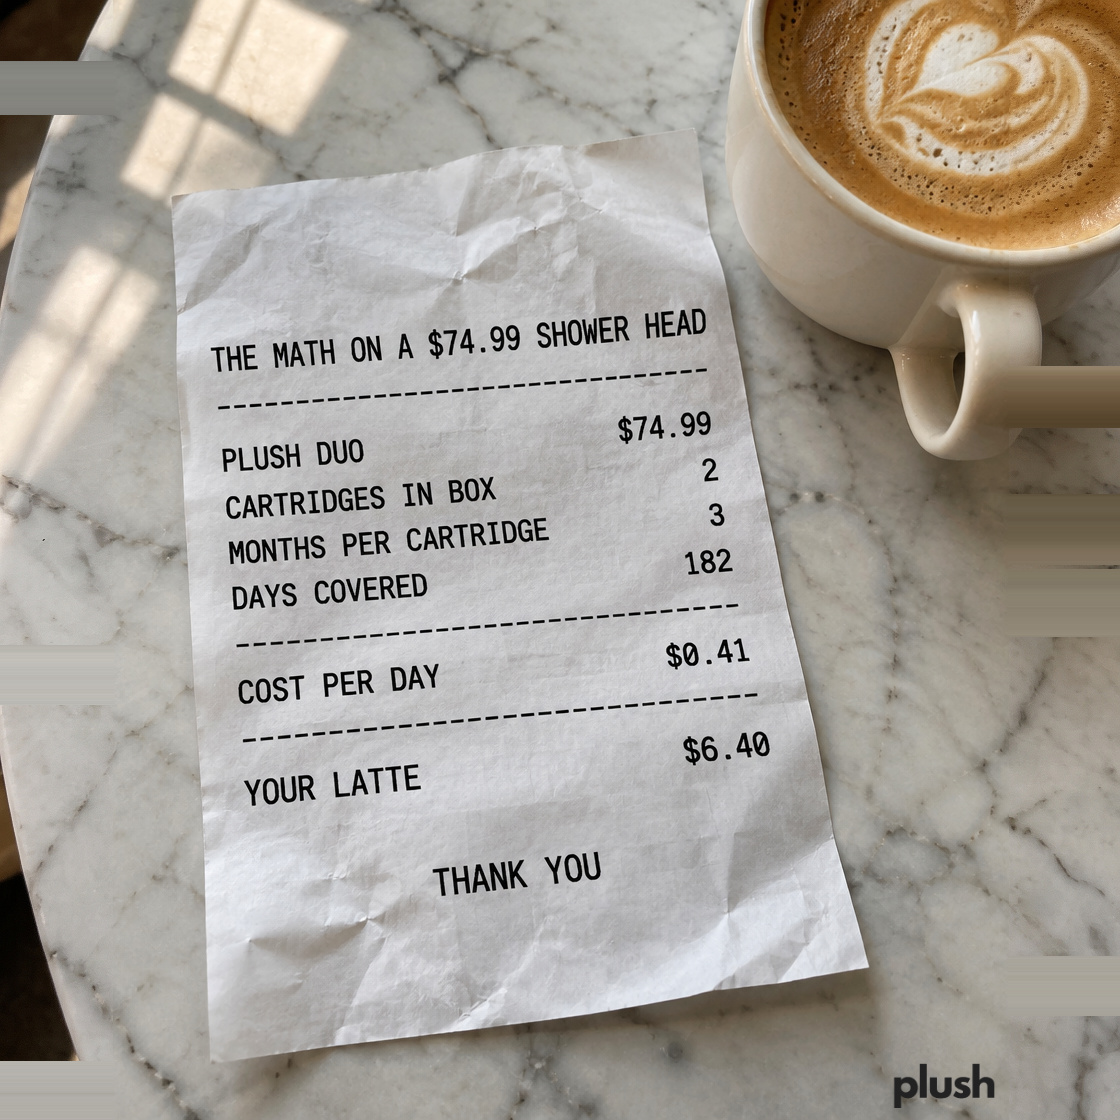 THE MATH ON A $74.99 SHOWER HEAD
--------------------------------
PLUSH DUO $74.99
CARTRIDGES IN BOX 2
MONTHS PER CARTRIDGE 3
DAYS COVERED 182
--------------------------------
COST PER DAY $0.41
--------------------------------
YOUR LATTE $6.40
THANK YOU
plush